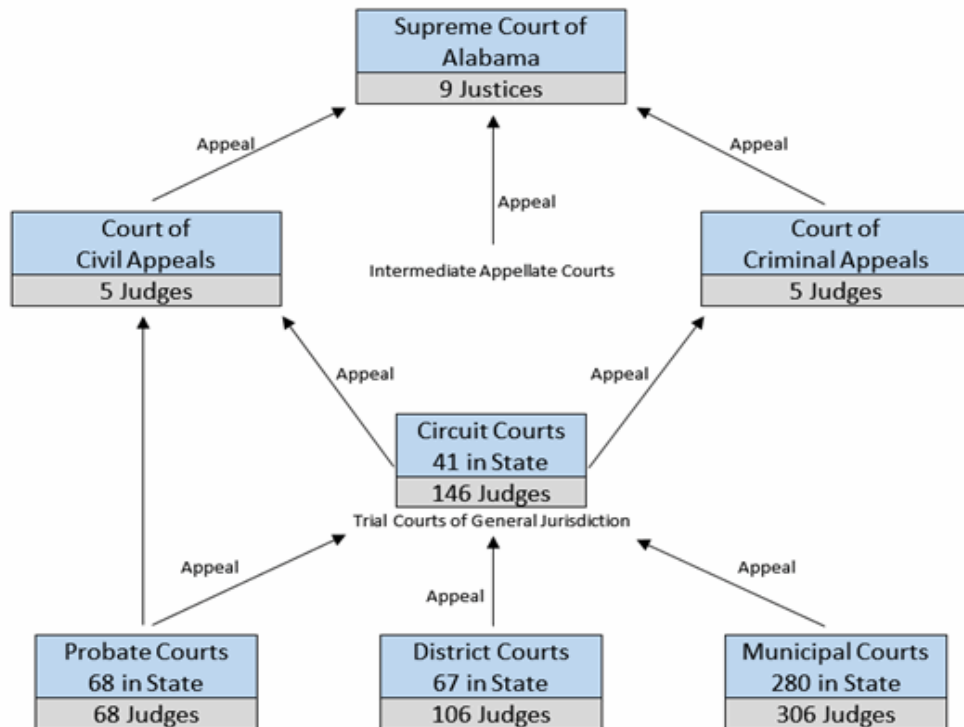 Supreme Court of
Alabama
9 Justices
Appeal
Appeal
Appeal
Court of
Civil Appeals
5 Judges
Intermediate Appellate Courts
Court of
Criminal Appeals
5 Judges
Appeal
Appeal
Circuit Courts
41 in State
146 Judges
Trial Courts of General Jurisdiction
Appeal
Appeal
Appeal
Probate Courts
68 in State
68 Judges
District Courts
67 in State
106 Judges
Municipal Courts
280 in State
306 Judges